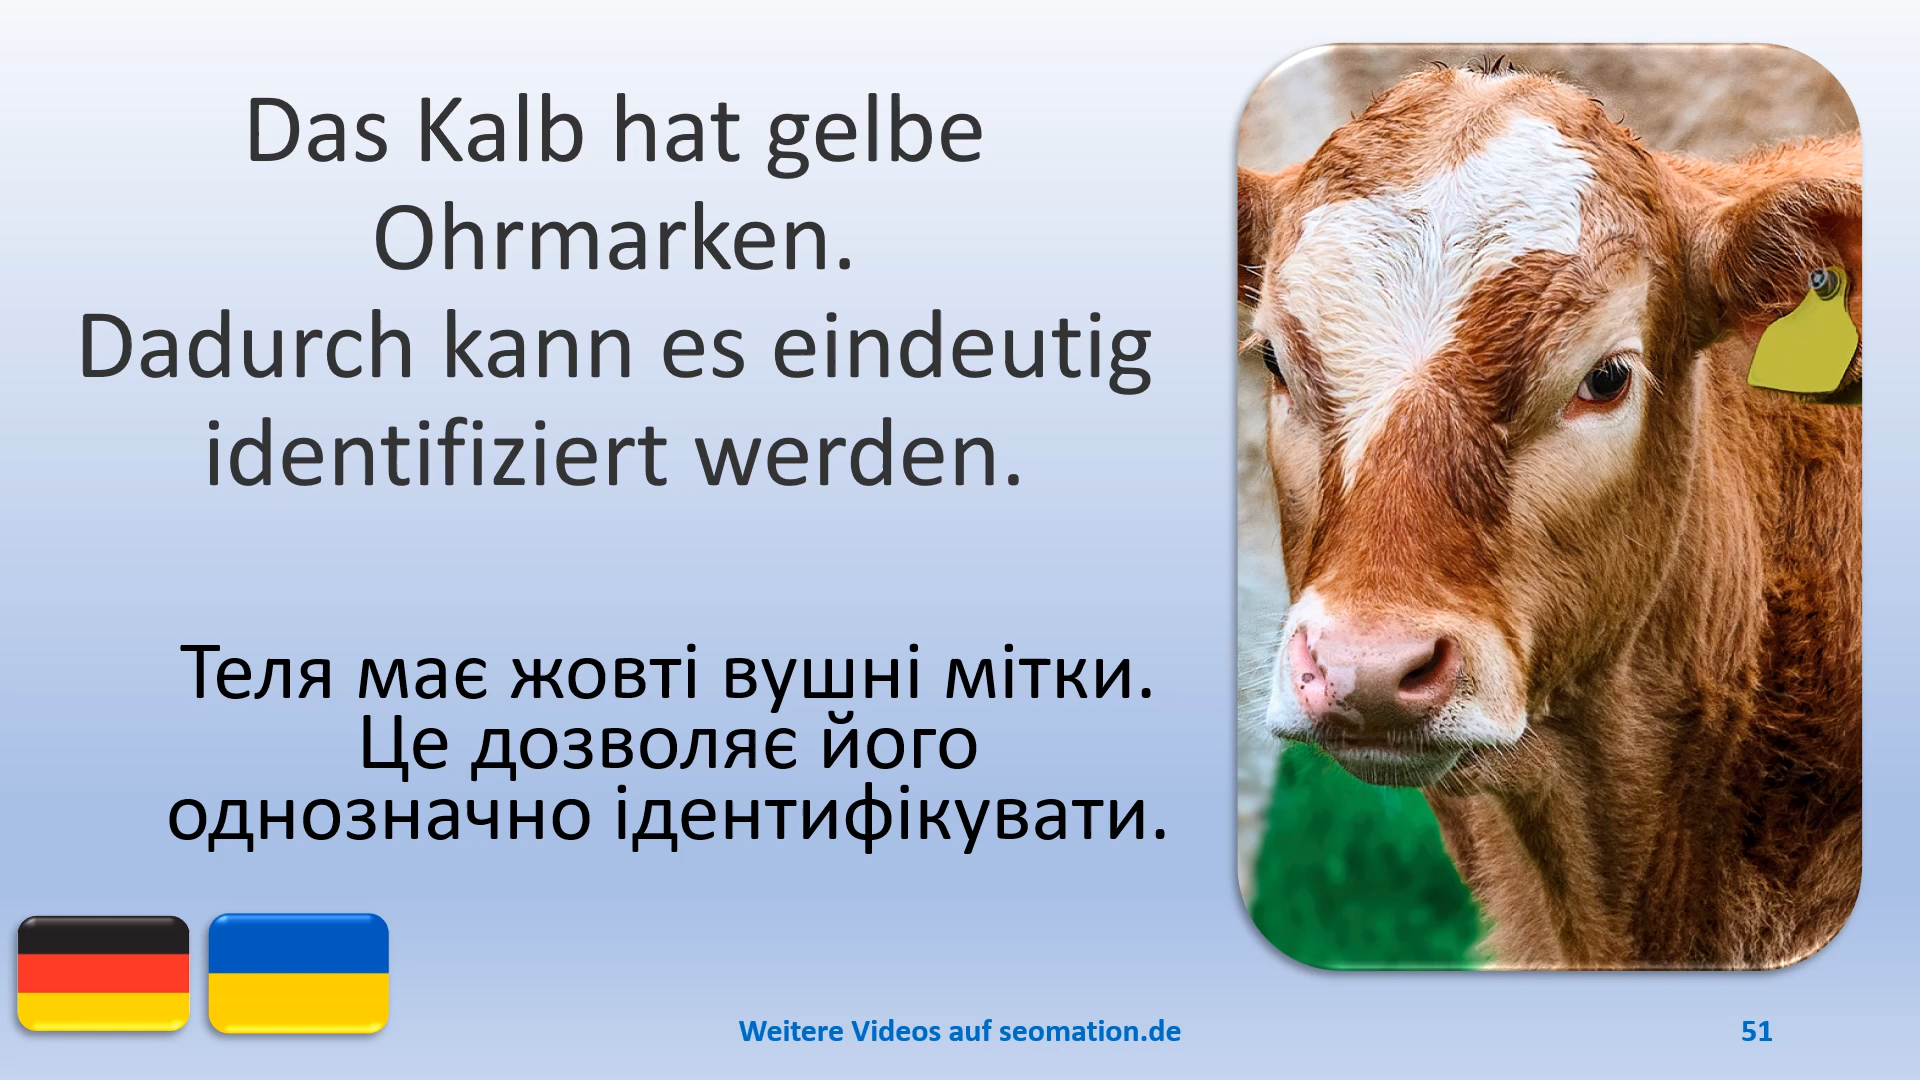 Das Kalb hat gelbe
Ohrmarken.
Dadurch kann es eindeutig
identifiziert werden.
Теля має жовті вушні мітки.
Це дозволяє його
однозначно ідентифікувати.
Weitere Videos auf seomation.de
51